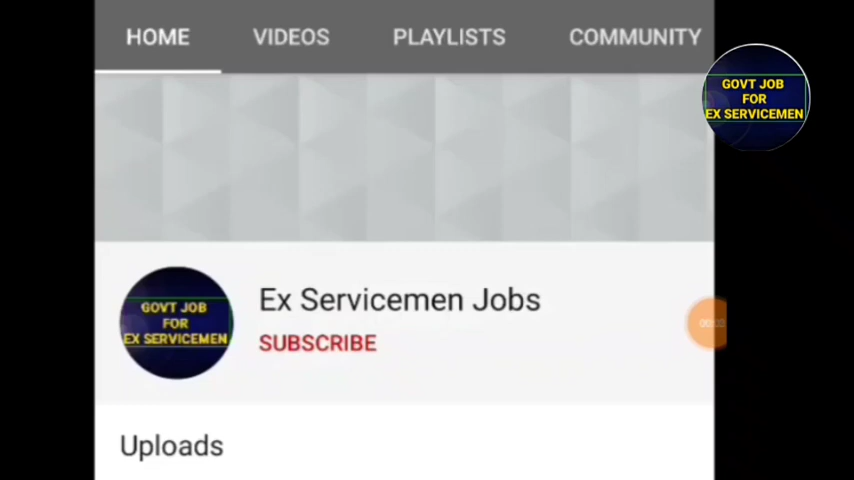 HOME VIDEOS PLAYLISTS COMMUNITY
GOVT JOB
FOR
EX SERVICEMEN
GOVT JOB
FOR
EX SERVICEMEN
Ex Servicemen Jobs
SUBSCRIBE
Uploads